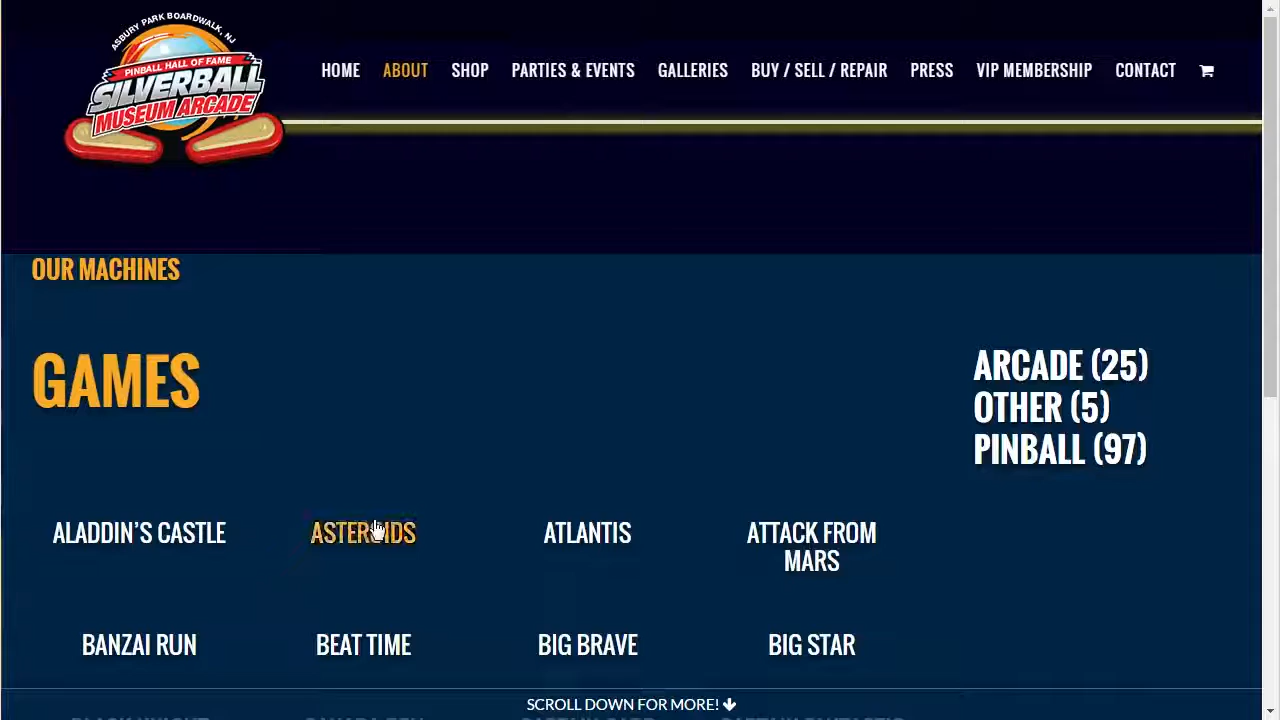 ASBURY PARK BOARDWALK, NJ
PINBALL HALL OF FAME
SILVERBALL
MUSEUM ARCADE
HOME ABOUT SHOP PARTIES & EVENTS GALLERIES BUY / SELL / REPAIR PRESS VIP MEMBERSHIP CONTACT
OUR MACHINES
GAMES
ARCADE (25)
OTHER (5)
PINBALL (97)
ALADDIN'S CASTLE ASTEROIDS ATLANTIS ATTACK FROM
MARS
BANZAI RUN BEAT TIME BIG BRAVE BIG STAR
SCROLL DOWN FOR MORE!